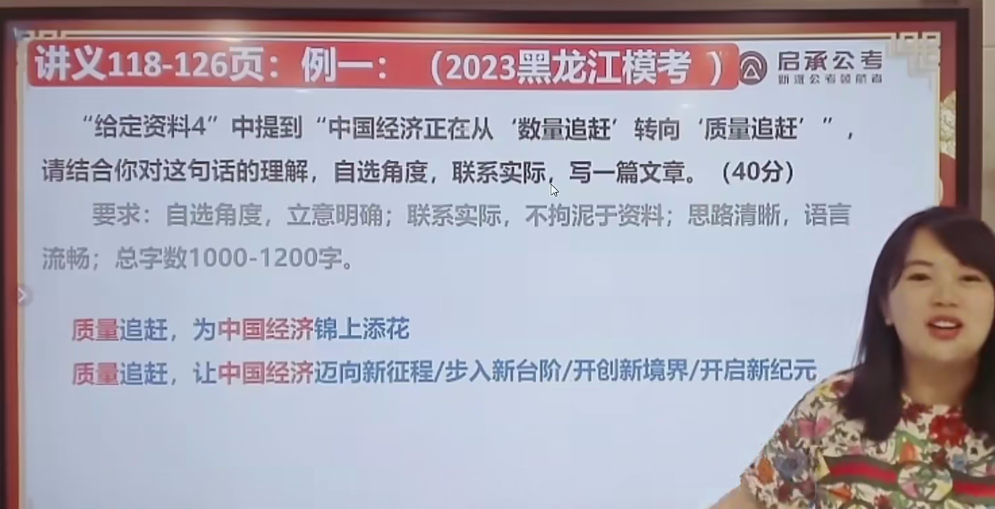 讲义118-126页：例一：（2023黑龙江模考 ）
启承公考
“给定资料4”中提到“中国经济正在从‘数量追赶’转向‘质量追赶’”，
请结合你对这句话的理解，自选角度，联系实际，写一篇文章。（40分）
要求：自选角度，立意明确；联系实际，不拘泥于资料；思路清晰，语言
流畅；总字数1000-1200字。
质量追赶，为中国经济锦上添花
质量追赶，让中国经济迈向新征程/步入新台阶/开创新境界/开启新纪元